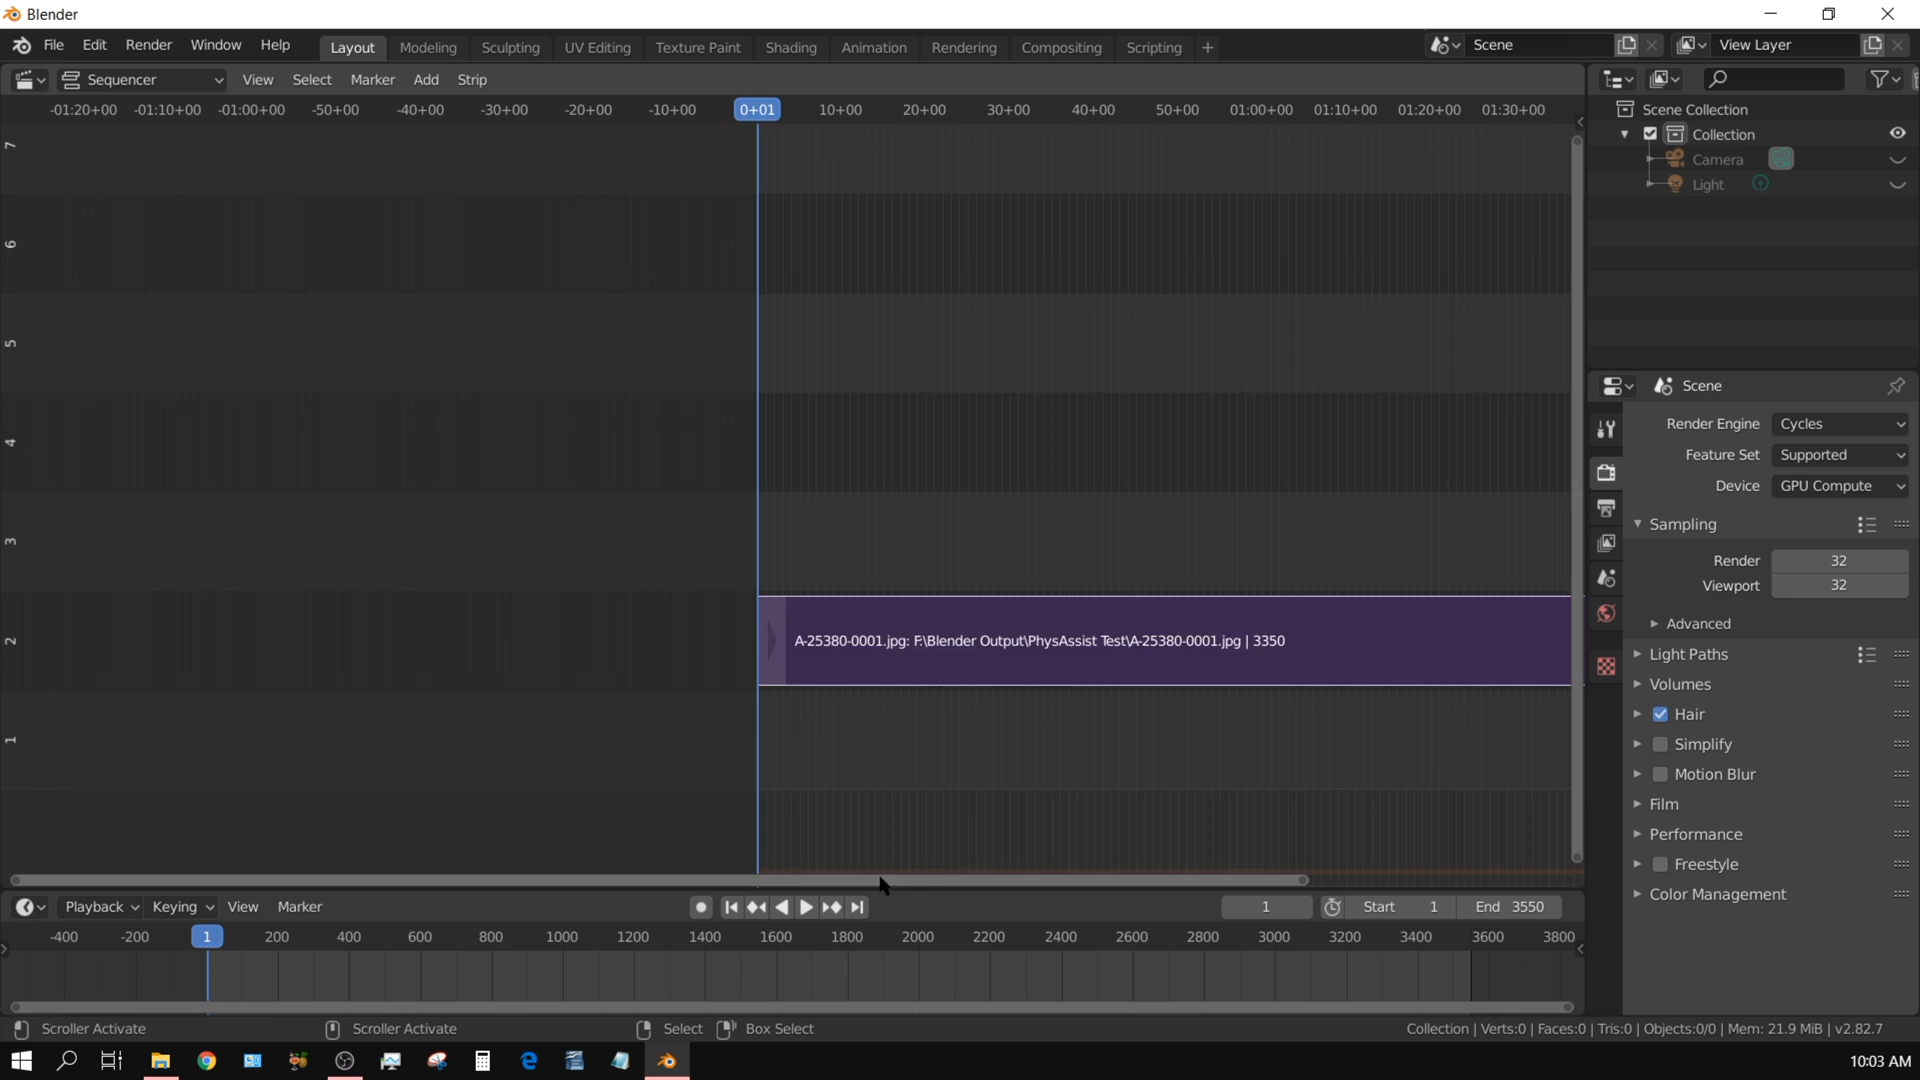 Blender
File Edit Render Window Help Layout Modeling Sculpting UV Editing Texture Paint Shading Animation Rendering Compositing Scripting + Scene View Layer
Sequencer View Select Marker Add Strip
-01:20+00 -01:10+00 -01:00+00 -50+00 -40+00 -30+00 -20+00 -10+00 0+01 10+00 20+00 30+00 40+00 50+00 01:00+00 01:10+00 01:20+00 01:30+00
7
6
5
4
3
2
1
A-25380-0001.jpg: F:\Blender Output\PhysAssist Test\A-25380-0001.jpg | 3350
Scene Collection
Collection
Camera
Light
Scene
Render Engine Cycles
Feature Set Supported
Device GPU Compute
Sampling
Render 32
Viewport 32
Advanced
Light Paths
Volumes
Hair
Simplify
Motion Blur
Film
Performance
Freestyle
Color Management
Playback Keying View Marker 1 Start 1 End 3550
-400 -200 1 200 400 600 800 1000 1200 1400 1600 1800 2000 2200 2400 2600 2800 3000 3200 3400 3600 3800
Scroller Activate Scroller Activate Select Box Select Collection | Verts:0 | Faces:0 | Tris:0 | Objects:0/0 | Mem: 21.9 MiB | v2.82.7
10:03 AM